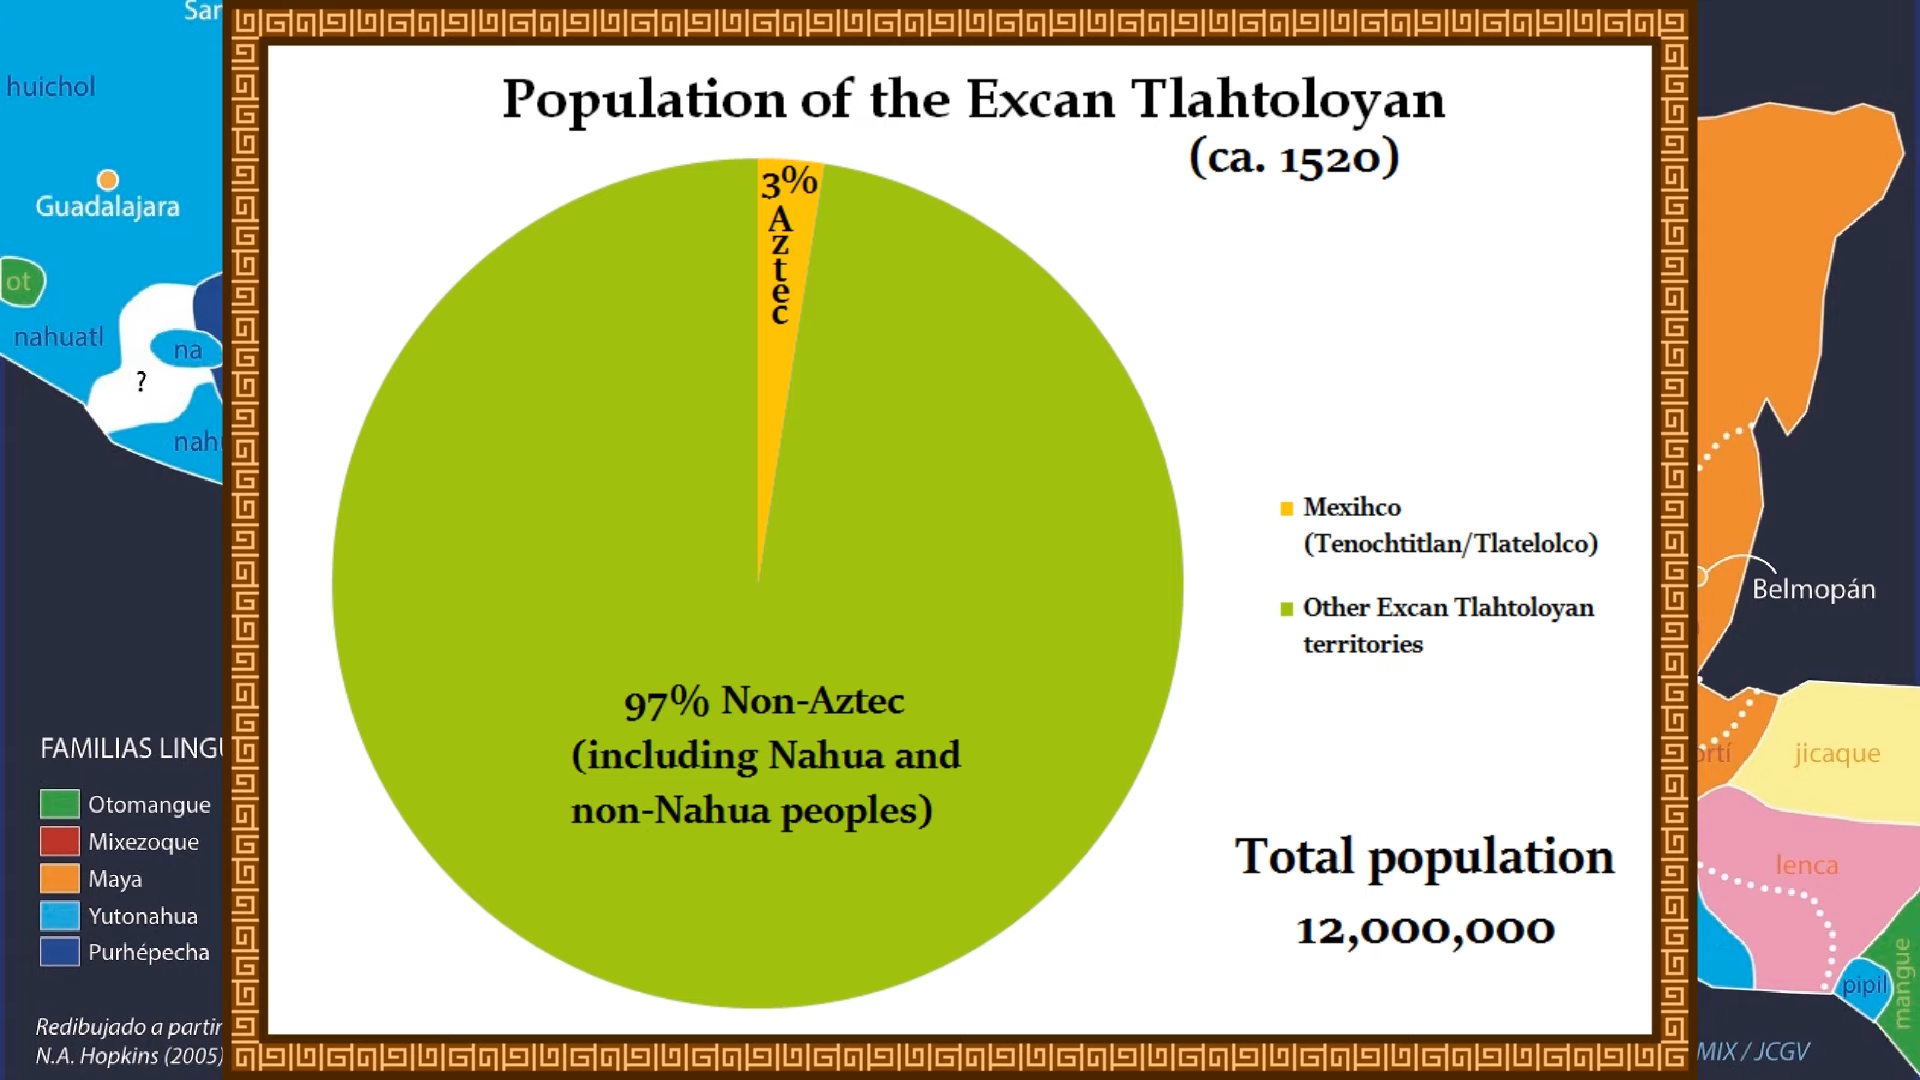 Population of the Excan Tlahtoloyan
(ca. 1520)
3%
Aztec
97% Non-Aztec
(including Nahua and
non-Nahua peoples)
Mexihco
(Tenochtitlan/Tlatelolco)
Other Excan Tlahtoloyan
territories
Total population
12,000,000
huichol
Guadalajara
ot
nahuatl
na
?
FAMILIAS
Otomangue
Mixezoque
Maya
Yutonahua
Purhépecha
Redibujado a partir
N.A. Hopkins (2005)
Belmopán
jicaque
lenca
pipil
mangue
MIX / JCGV